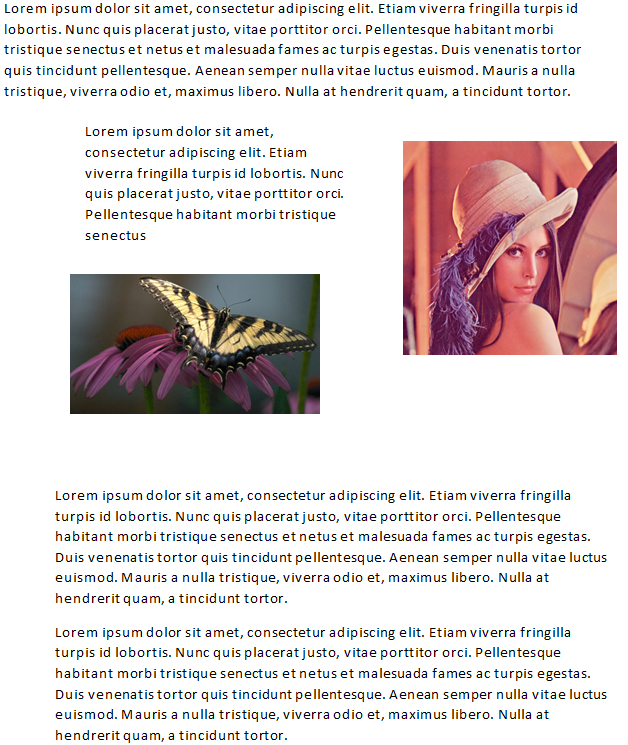 Lorem ipsum dolor sit amet, consectetur adipiscing elit. Etiam viverra fringilla turpis id
lobortis. Nunc quis placerat justo, vitae porttitor orci. Pellentesque habitant morbi
tristique senectus et netus et malesuada fames ac turpis egestas. Duis venenatis tortor
quis tincidunt pellentesque. Aenean semper nulla vitae luctus euismod. Mauris a nulla
tristique, viverra odio et, maximus libero. Nulla at hendrerit quam, a tincidunt tortor.
Lorem ipsum dolor sit amet,
consectetur adipiscing elit. Etiam
viverra fringilla turpis id lobortis. Nunc
quis placerat justo, vitae porttitor orci.
Pellentesque habitant morbi tristique
senectus
Lorem ipsum dolor sit amet, consectetur adipiscing elit. Etiam viverra fringilla
turpis id lobortis. Nunc quis placerat justo, vitae porttitor orci. Pellentesque
habitant morbi tristique senectus et netus et malesuada fames ac turpis egestas.
Duis venenatis tortor quis tincidunt pellentesque. Aenean semper nulla vitae luctus
euismod. Mauris a nulla tristique, viverra odio et, maximus libero. Nulla at
hendrerit quam, a tincidunt tortor.
Lorem ipsum dolor sit amet, consectetur adipiscing elit. Etiam viverra fringilla
turpis id lobortis. Nunc quis placerat justo, vitae porttitor orci. Pellentesque
habitant morbi tristique senectus et netus et malesuada fames ac turpis egestas.
Duis venenatis tortor quis tincidunt pellentesque. Aenean semper nulla vitae luctus
euismod. Mauris a nulla tristique, viverra odio et, maximus libero. Nulla at
hendrerit quam, a tincidunt tortor.